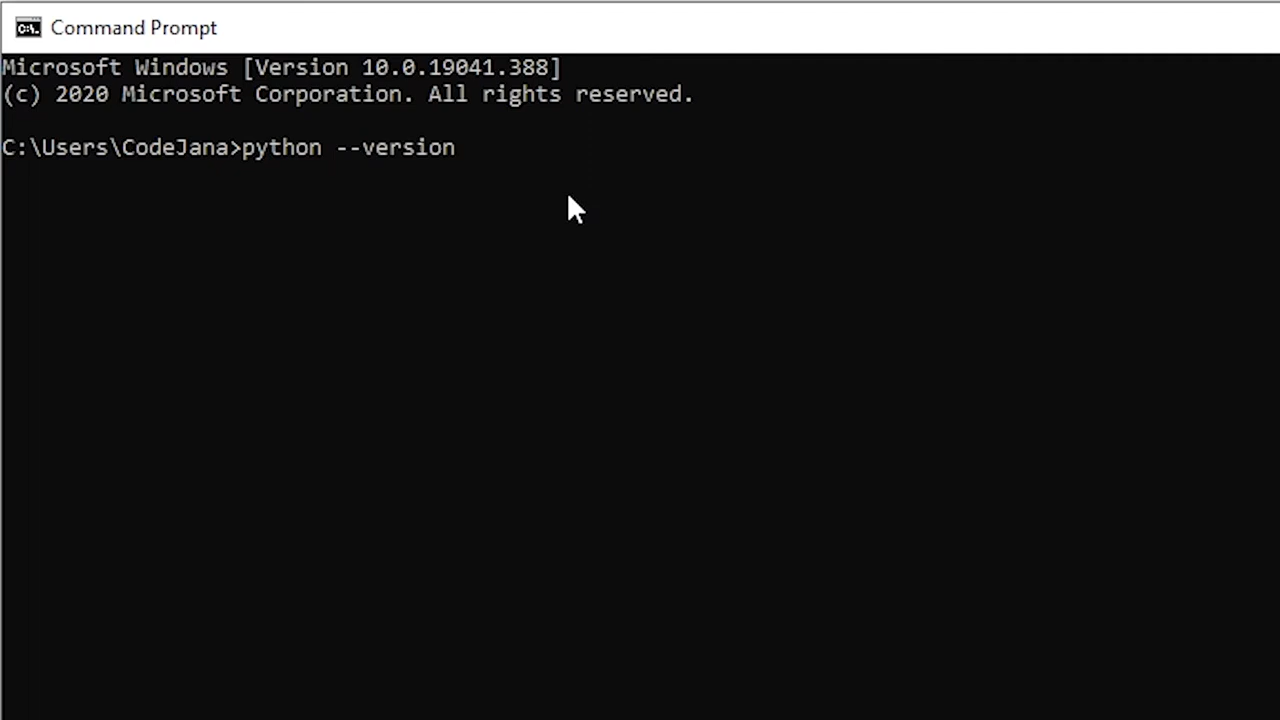 Command Prompt
Microsoft Windows [Version 10.0.19041.388]
(c) 2020 Microsoft Corporation. All rights reserved.
C:\Users\CodeJana>python --version